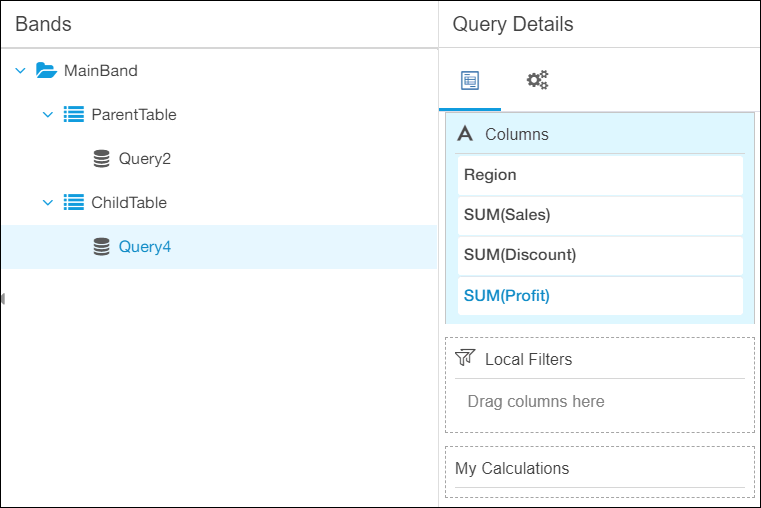 Bands
MainBand
ParentTable
Query2
ChildTable
Query4
Query Details
Columns
Region
SUM(Sales)
SUM(Discount)
SUM(Profit)
Local Filters
Drag columns here
My Calculations